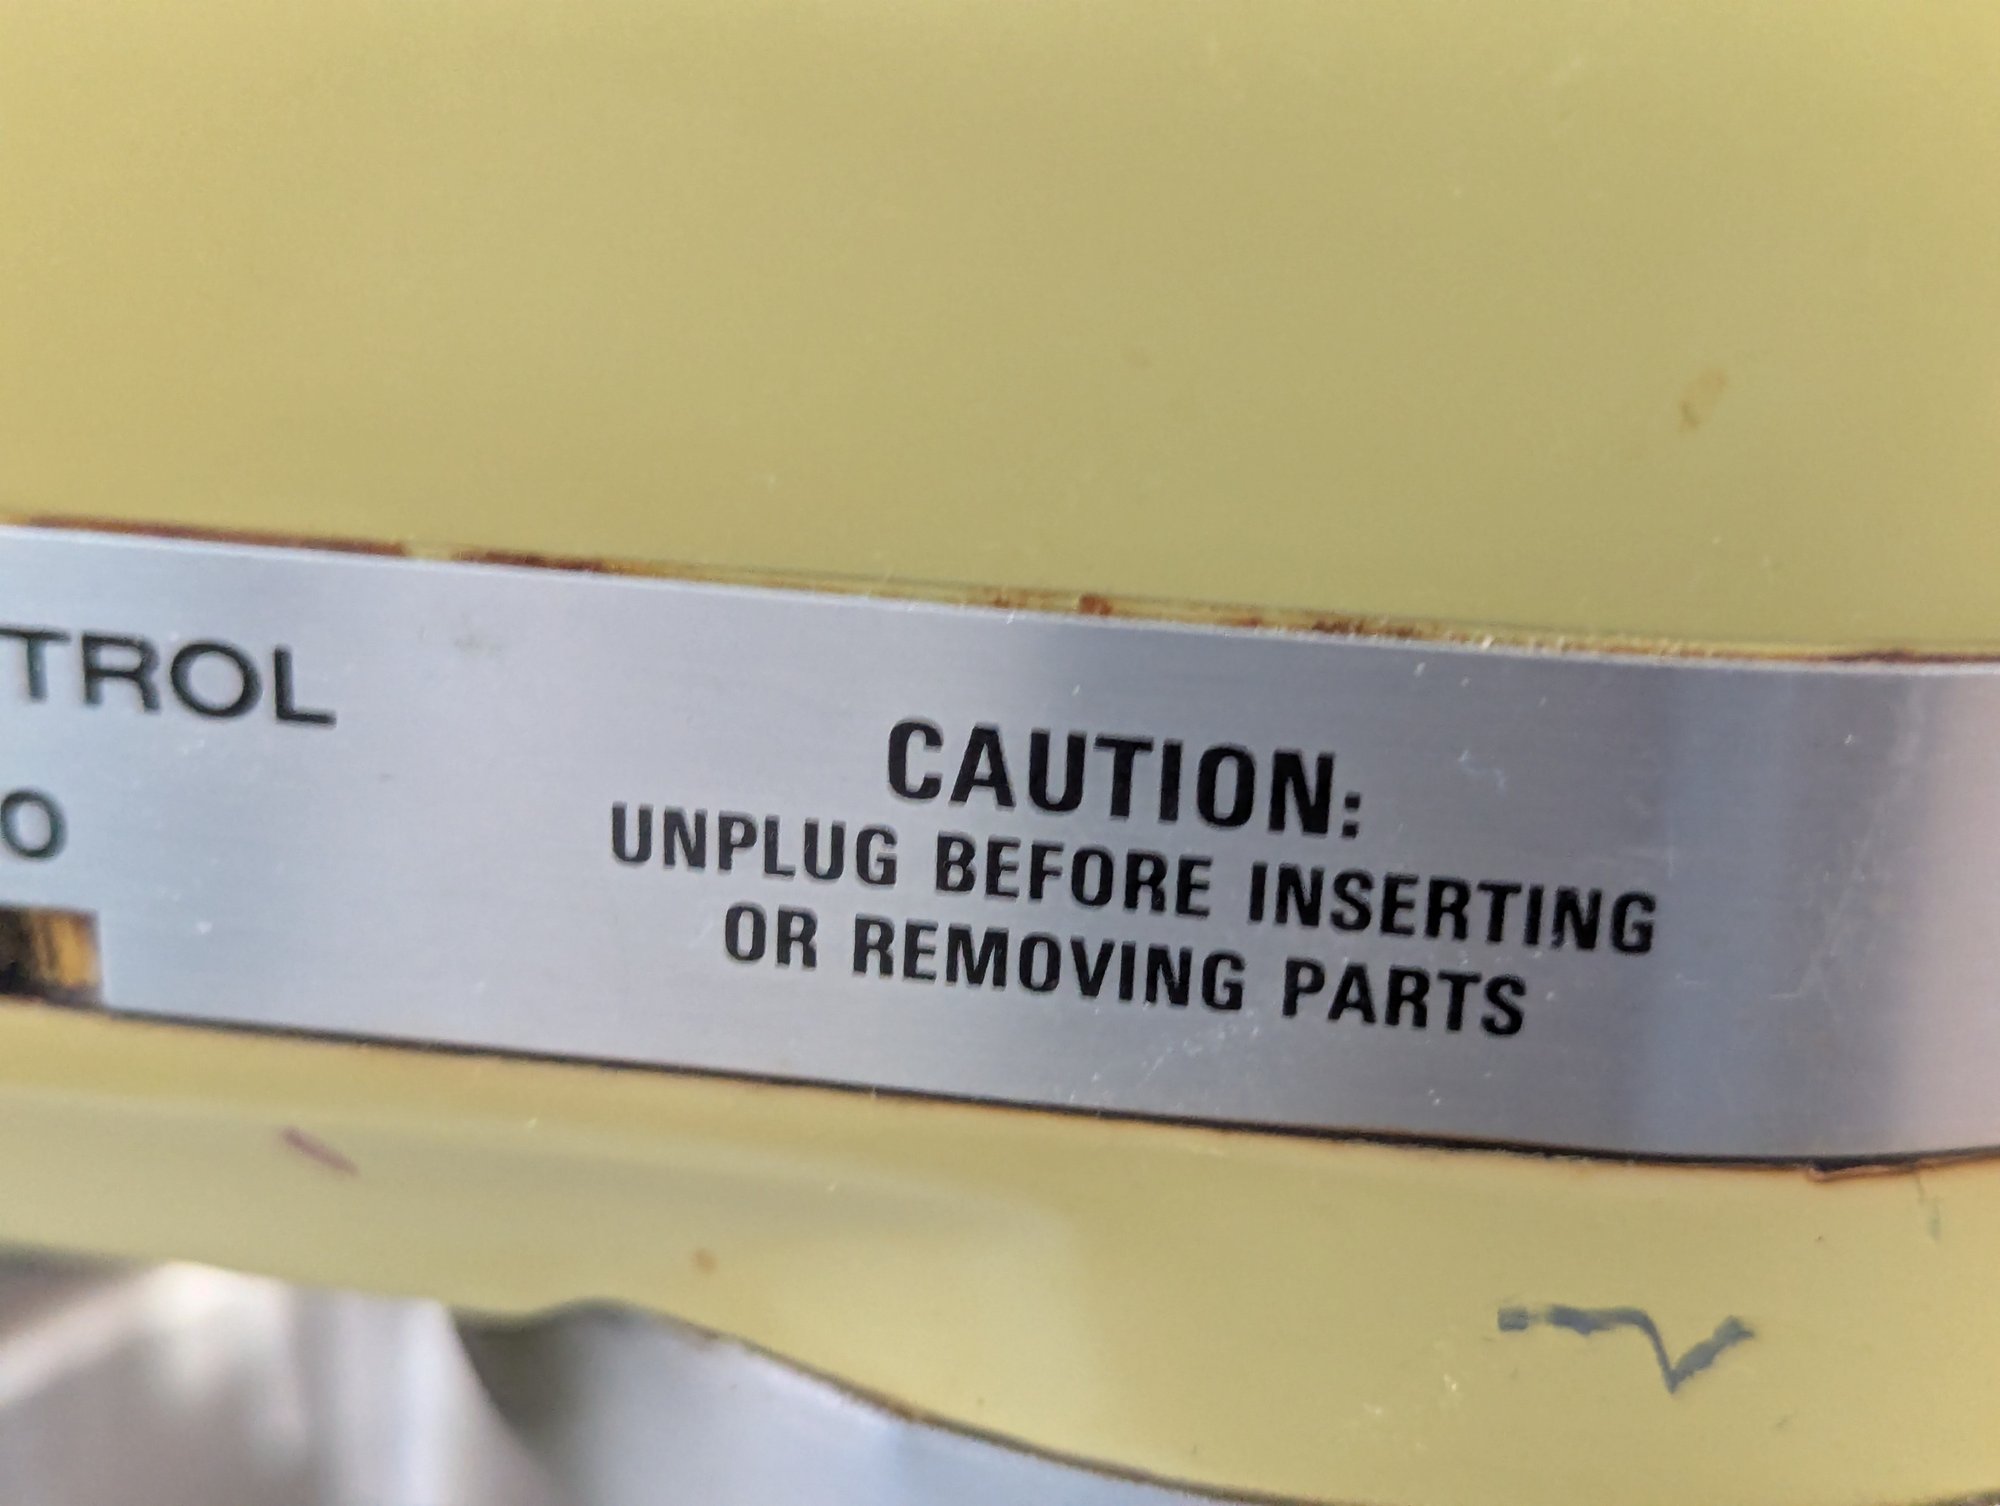 TROL
O
CAUTION:
UNPLUG BEFORE INSERTING
OR REMOVING PARTS